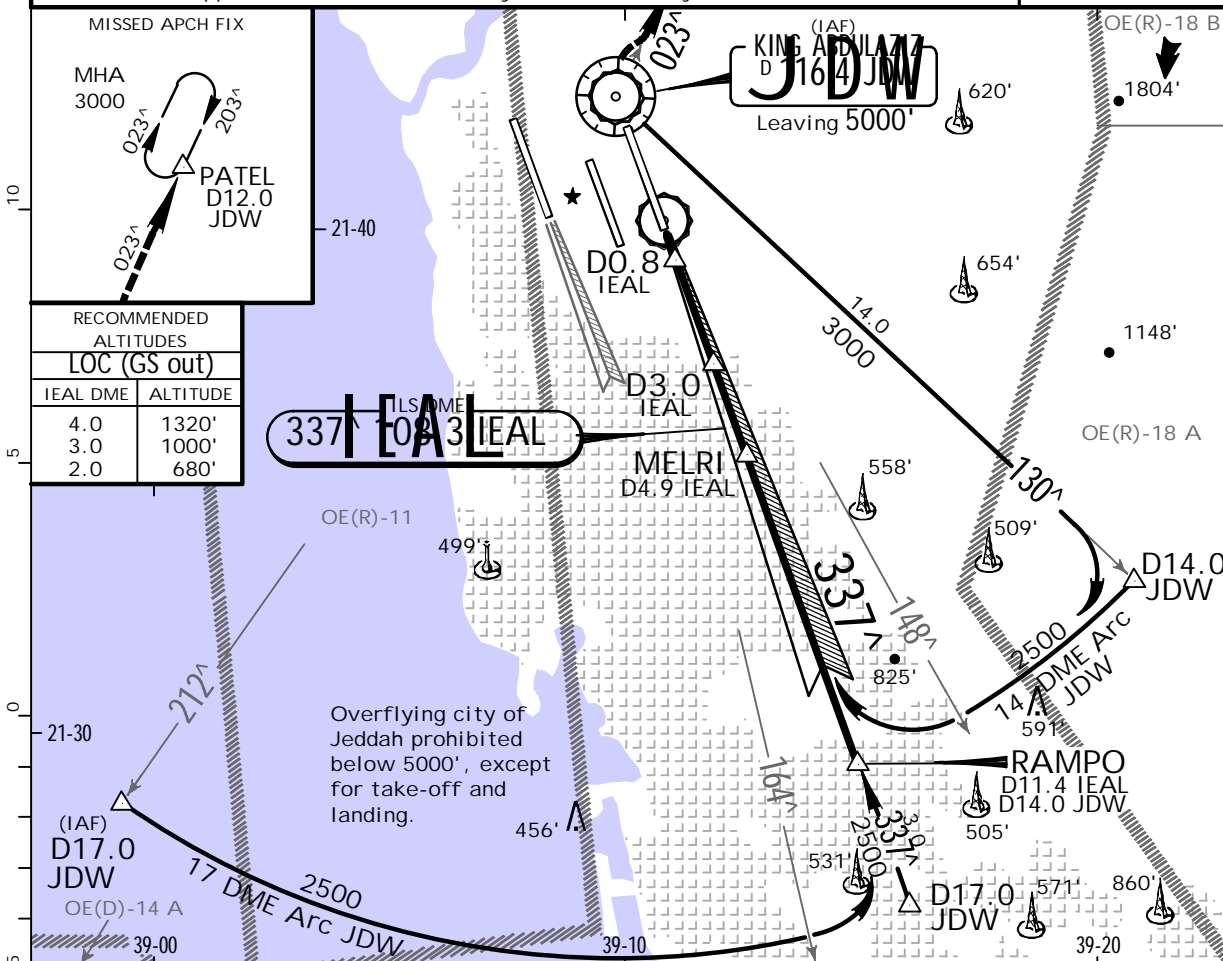 MISSED APCH FIX
MHA
3000
023^
203^
PATEL
D12.0
JDW
023^
RECOMMENDED
ALTITUDES
LOC (GS out)
IEAL DME ALTITUDE
4.0 1320'
3.0 1000'
2.0 680'
10
5
0
5
21-40
21-30
39-00
39-10
39-20
023^
(IAF)
KING ABDULAZIZ
D 116.4 JDW
JDW
Leaving 5000'
620'
OE(R)-18 B
1804'
654'
1148'
OE(R)-18 A
14.0
3000
130^
D0.8
IEAL
D3.0
IEAL
ILS DME
337^ 108.3 IEAL
IEAL
MELRI
D4.9 IEAL
558'
509'
D14.0
JDW
OE(R)-11
499'
337^
148^
825'
2500
14 DME Arc
JDW
591'
212^
Overflying city of
Jeddah prohibited
below 5000', except
for take-off and
landing.
456'
164^
RAMPO
D11.4 IEAL
D14.0 JDW
505'
(IAF)
D17.0
JDW
OE(D)-14 A
2500
17 DME Arc JDW
337^
3.0
2500
531'
D17.0
JDW
571'
860'